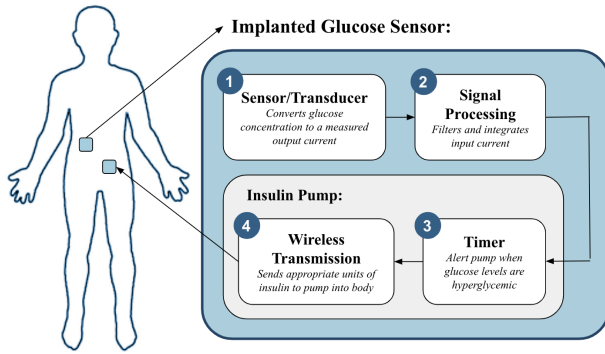 Implanted Glucose Sensor:
1
Sensor/Transducer
Converts glucose
concentration to a measured
output current
2
Signal
Processing
Filters and integrates
input current
Insulin Pump:
4
Wireless
Transmission
Sends appropriate units of
insulin to pump into body
3
Timer
Alert pump when
glucose levels are
hyperglycemic